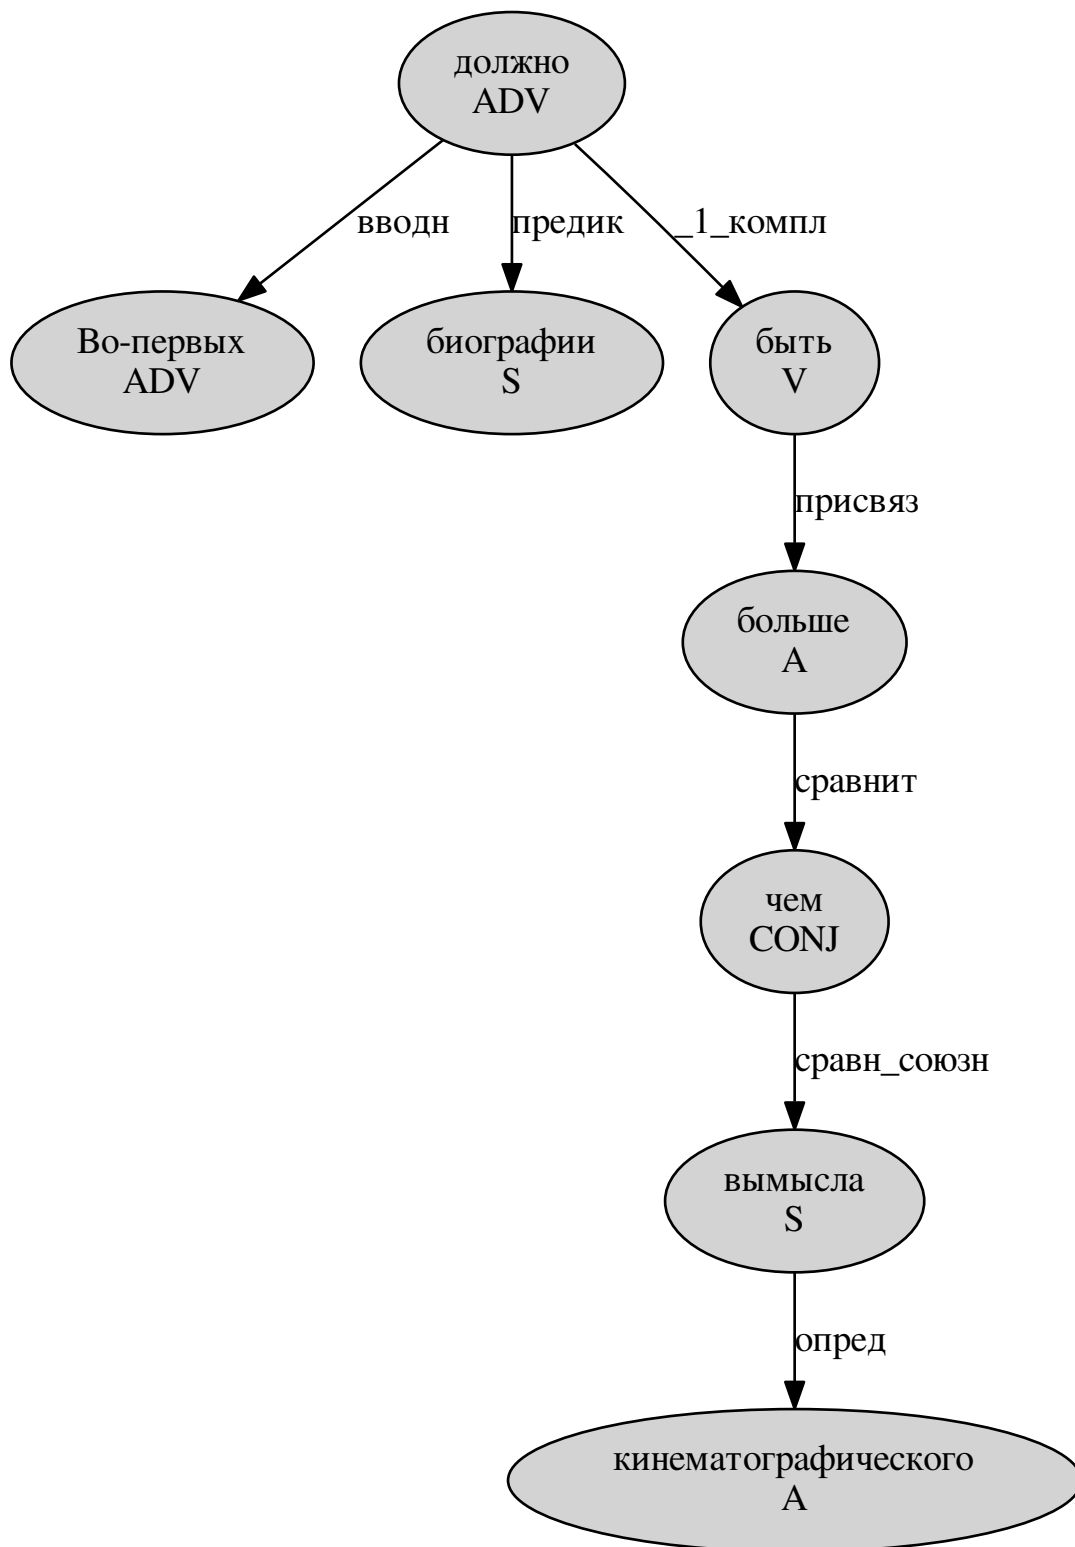 должно
ADV
вводн
предик
_1_компл
Во-первых
ADV
биографии
S
быть
V
присвяз
больше
A
сравнит
чем
CONJ
сравн_союзн
вымысла
S
опред
кинематографического
A